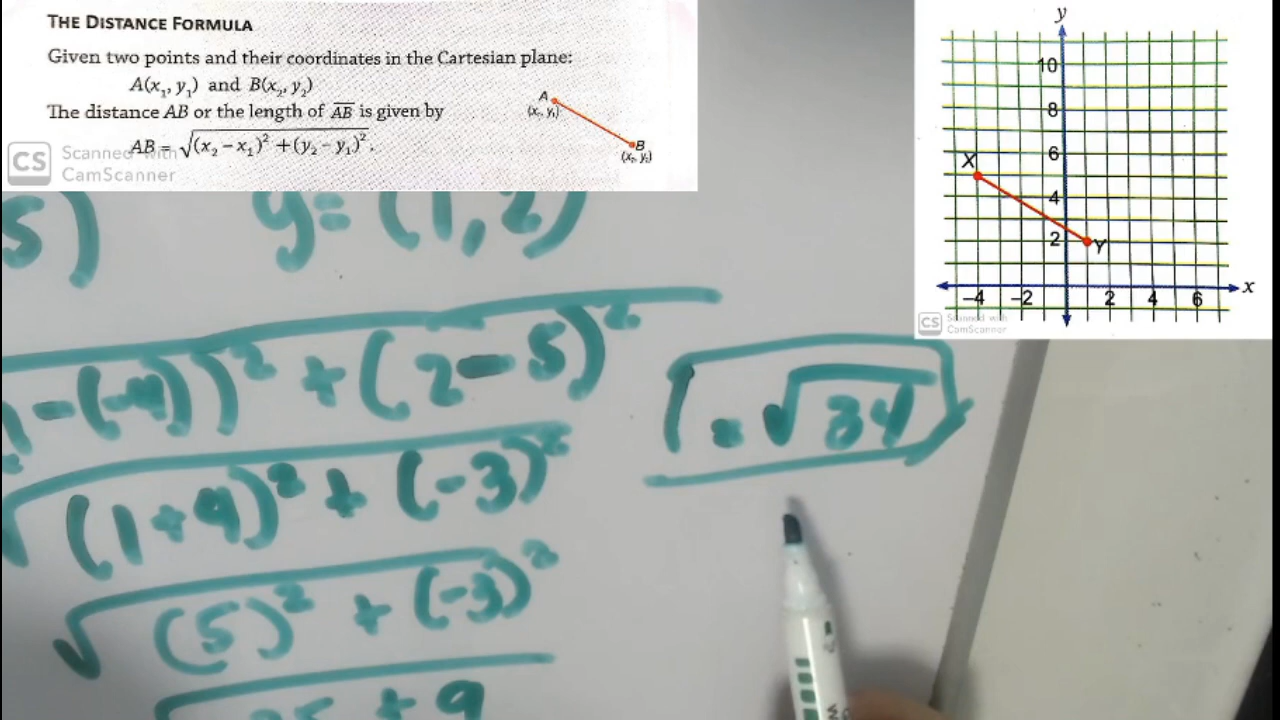 THE DISTANCE FORMULA
Given two points and their coordinates in the Cartesian plane:
A(x₁, y₁) and B(x₂, y₂)
The distance AB or the length of A̅B̅ is given by
AB = √(x₂ − x₁)² + (y₂ − y₁)².
A
(x₁, y₁)
B
(x₂, y₂)
CS Scanned with
CamScanner
y
10
8
6
X
4
2
Y
−4 −2 2 4 6 x
CS Scanned with
CamScanner
5) y = (1, 2)
1 - (-4))² + (2 - 5)²
√(1 + 4)² + (-3)²
√(5)² + (-3)²
25 + 9
= √34